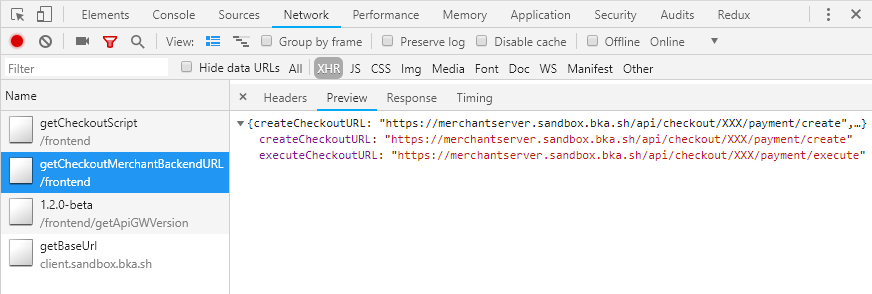 Elements Console Sources Network Performance Memory Security Audits Redux
View: Group by frame Preserve log Disable cache Offline Online
Filter Hide data URLs All XHR JS CSS Img Media Font Doc WS Manifest Other
Name
Headers Preview Response Timing
getCheckoutScript
/frontend
getCheckoutMerchantBackendURL
/frontend
1.2.0-beta
/frontend/getApiGWVersion
getBaseUrl
client.sandbox.bka.sh
{createCheckoutURL: "https://merchantserver.sandbox.bka.sh/api/checkout/XXX/payment/create",…}
createCheckoutURL: "https://merchantserver.sandbox.bka.sh/api/checkout/XXX/payment/create"
executeCheckoutURL: "https://merchantserver.sandbox.bka.sh/api/checkout/XXX/payment/execute"